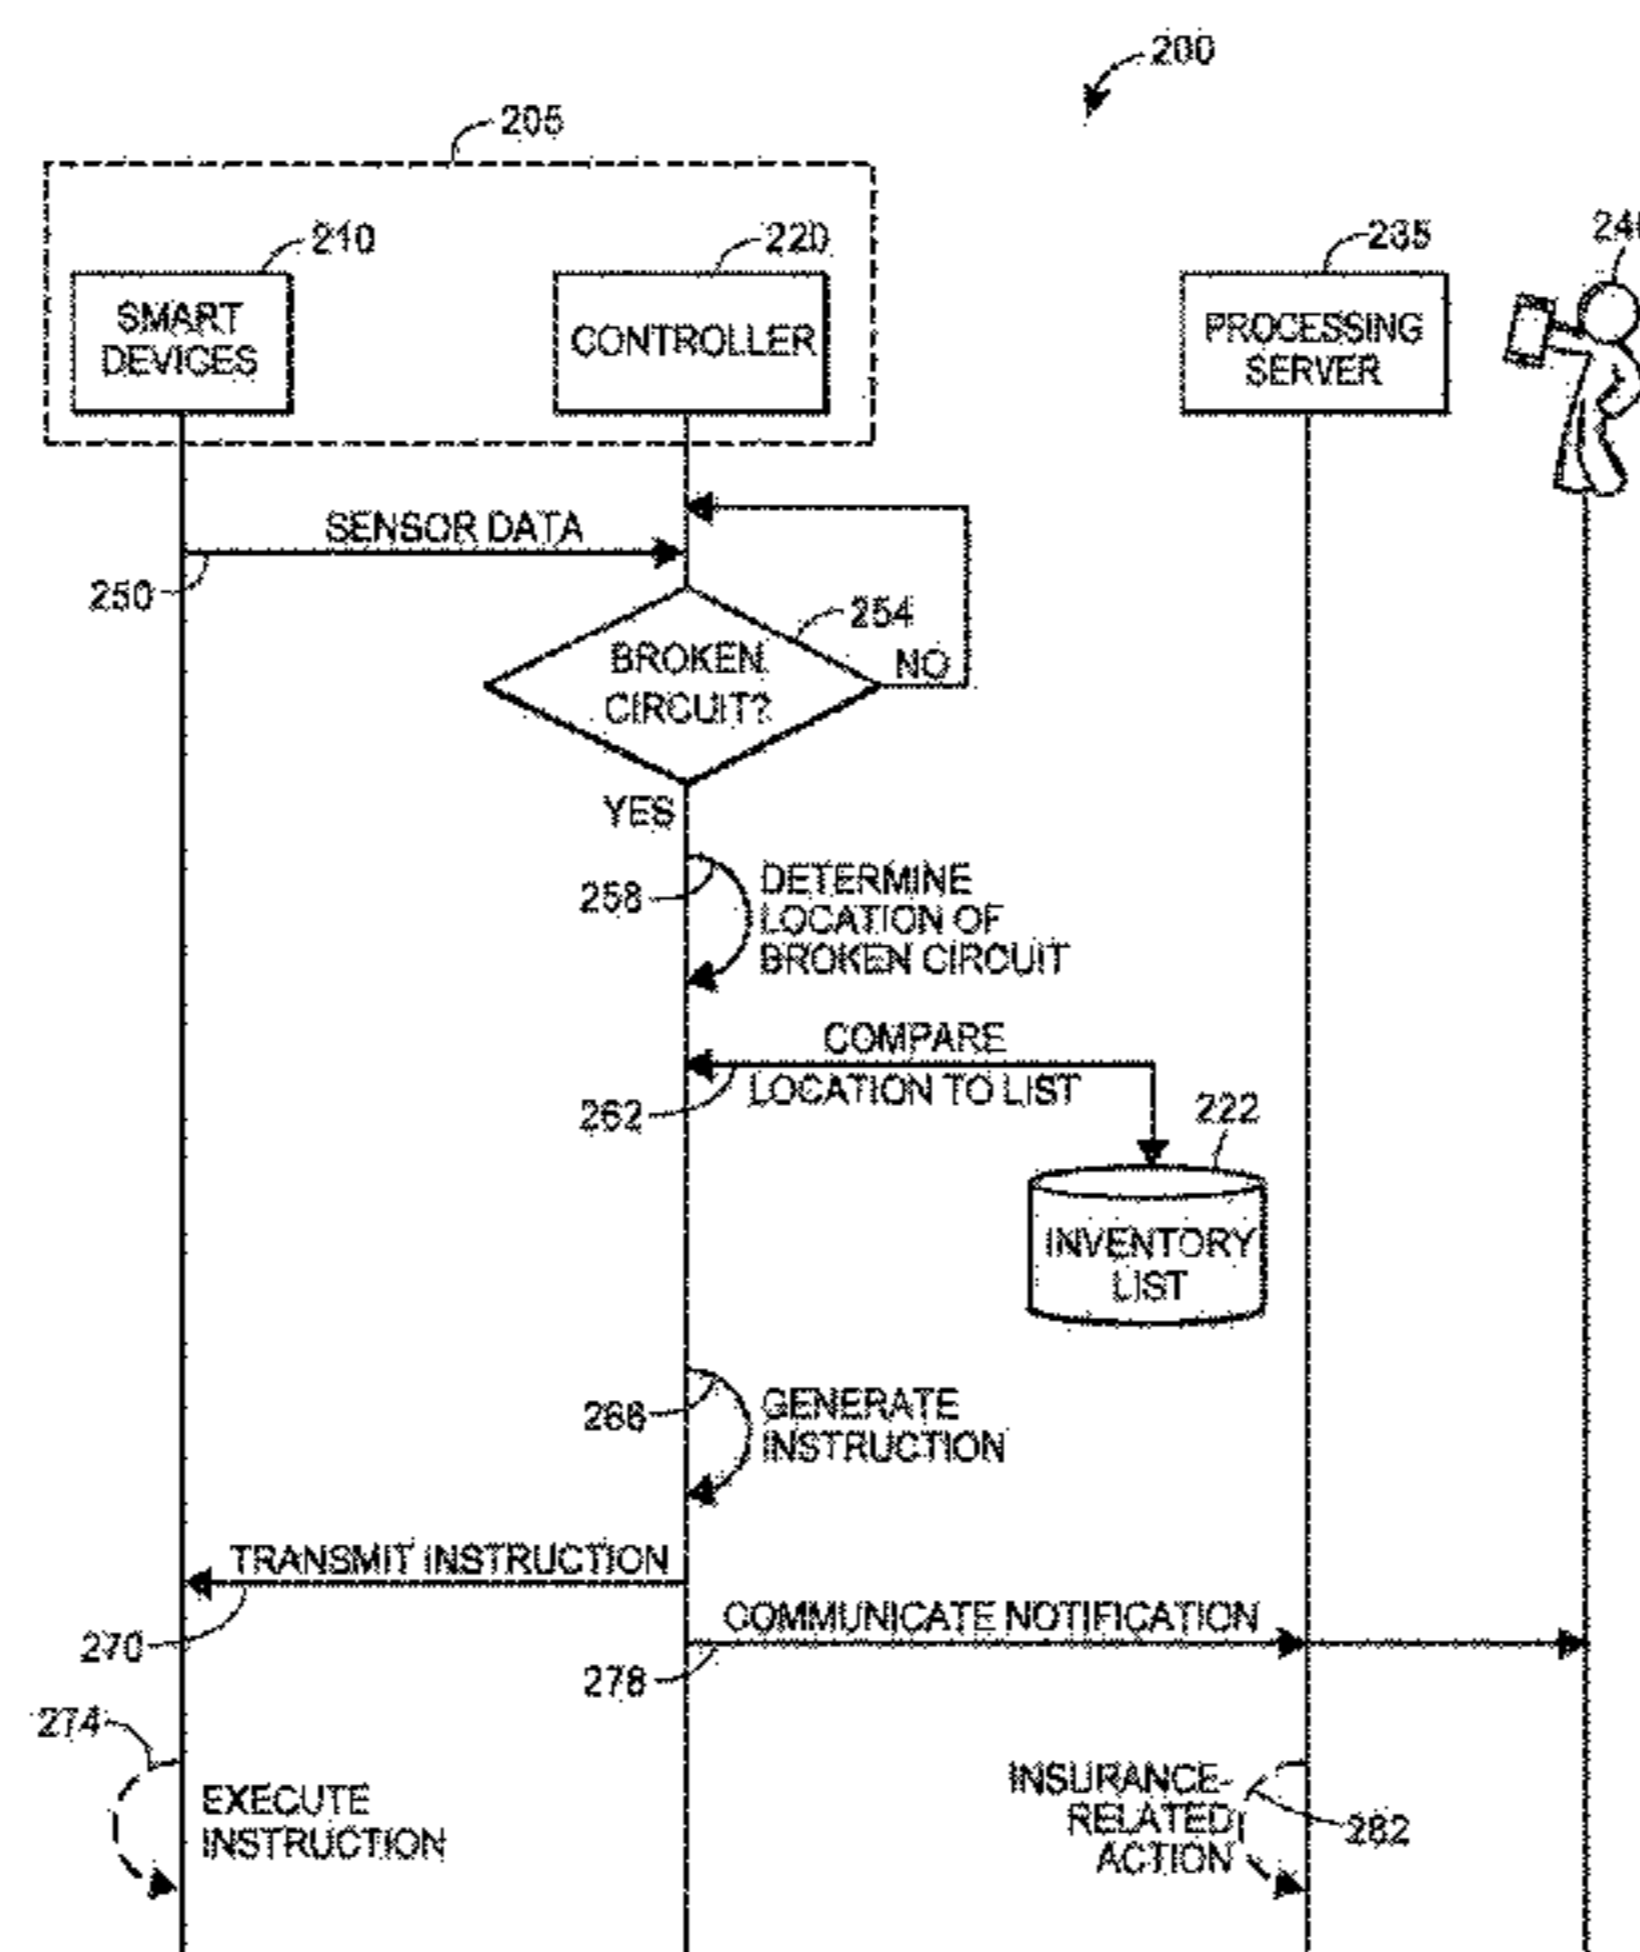 200
205
210
220
235
SMART
DEVICES
CONTROLLER
PROCESSING
SERVER
SENSOR DATA
250
254
BROKEN
CIRCUIT?
NO
YES
258
DETERMINE
LOCATION OF
BROKEN CIRCUIT
COMPARE
LOCATION TO LIST
262
222
INVENTORY
LIST
266
GENERATE
INSTRUCTION
TRANSMIT INSTRUCTION
270
COMMUNICATE NOTIFICATION
278
274
EXECUTE
INSTRUCTION
INSURANCE-
RELATED
ACTION
282